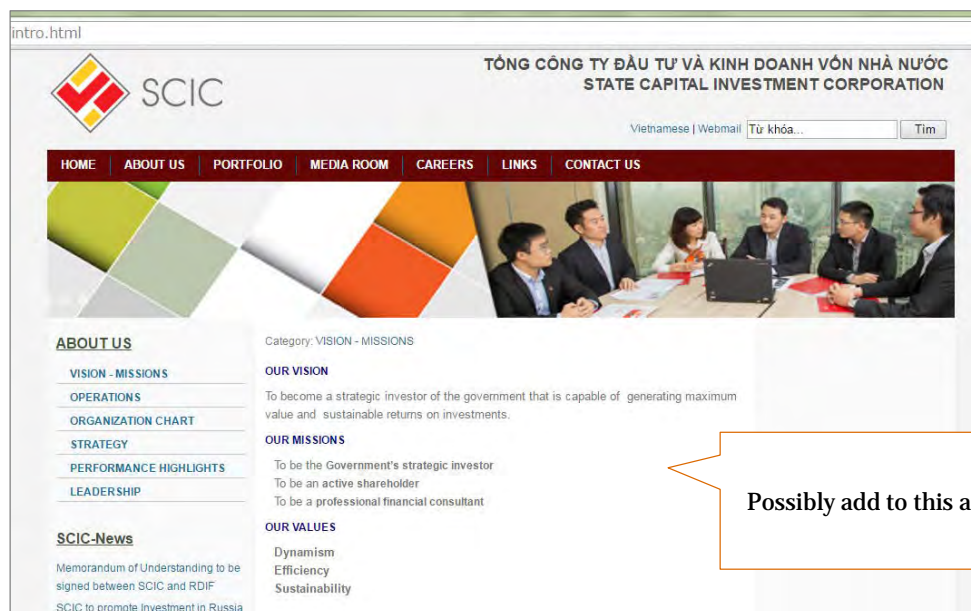 intro.html
SCIC
TỔNG CÔNG TY ĐẦU TƯ VÀ KINH DOANH VỐN NHÀ NƯỚC
STATE CAPITAL INVESTMENT CORPORATION
Vietnamese | Webmail Từ khóa... Tìm
HOME ABOUT US PORTFOLIO MEDIA ROOM CAREERS LINKS CONTACT US
ABOUT US
VISION - MISSIONS
OPERATIONS
ORGANIZATION CHART
STRATEGY
PERFORMANCE HIGHLIGHTS
LEADERSHIP
SCIC-News
Memorandum of Understanding to be
signed between SCIC and RDIF
SCIC to promote Investment in Russia
Category: VISION - MISSIONS
OUR VISION
To become a strategic investor of the government that is capable of generating maximum
value and sustainable returns on investments.
OUR MISSIONS
To be the Government's strategic investor
To be an active shareholder
To be a professional financial consultant
OUR VALUES
Dynamism
Efficiency
Sustainability
Possibly add to this a